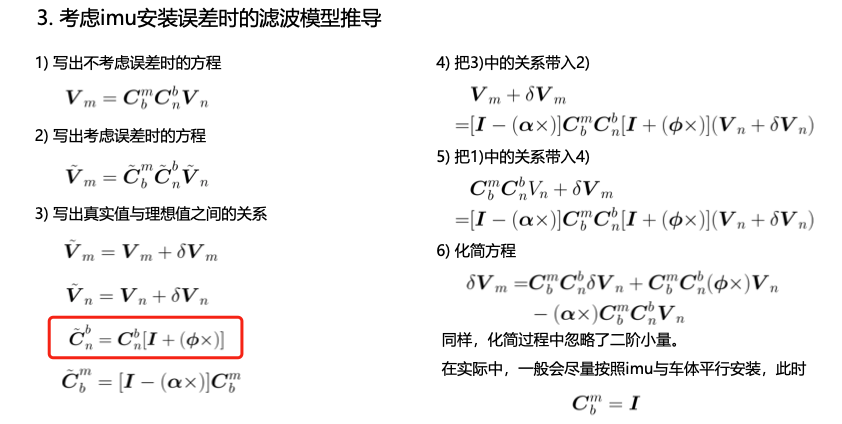 3. 考虑imu安装误差时的滤波模型推导
1) 写出不考虑误差时的方程
$\boldsymbol{V}_m = \boldsymbol{C}_b^m \boldsymbol{C}_n^b \boldsymbol{V}_n$
2) 写出考虑误差时的方程
$\tilde{\boldsymbol{V}}_m = \tilde{\boldsymbol{C}}_b^m \tilde{\boldsymbol{C}}_n^b \tilde{\boldsymbol{V}}_n$
3) 写出真实值与理想值之间的关系
$\tilde{\boldsymbol{V}}_m = \boldsymbol{V}_m + \delta \boldsymbol{V}_m$
$\tilde{\boldsymbol{V}}_n = \boldsymbol{V}_n + \delta \boldsymbol{V}_n$
$\tilde{\boldsymbol{C}}_n^b = \boldsymbol{C}_n^b[\boldsymbol{I} + (\boldsymbol{\phi} \times)]$
$\tilde{\boldsymbol{C}}_b^m = [\boldsymbol{I} - (\boldsymbol{\alpha} \times)]\boldsymbol{C}_b^m$
4) 把3)中的关系带入2)
$\boldsymbol{V}_m + \delta \boldsymbol{V}_m$
$=[\boldsymbol{I} - (\boldsymbol{\alpha} \times)]\boldsymbol{C}_b^m \boldsymbol{C}_n^b[\boldsymbol{I} + (\boldsymbol{\phi} \times)](\boldsymbol{V}_n + \delta \boldsymbol{V}_n)$
5) 把1)中的关系带入4)
$\boldsymbol{C}_b^m \boldsymbol{C}_n^b V_n + \delta \boldsymbol{V}_m$
$=[\boldsymbol{I} - (\boldsymbol{\alpha} \times)]\boldsymbol{C}_b^m \boldsymbol{C}_n^b[\boldsymbol{I} + (\boldsymbol{\phi} \times)](\boldsymbol{V}_n + \delta \boldsymbol{V}_n)$
6) 化简方程
$\delta \boldsymbol{V}_m = \boldsymbol{C}_b^m \boldsymbol{C}_n^b \delta \boldsymbol{V}_n + \boldsymbol{C}_b^m \boldsymbol{C}_n^b (\boldsymbol{\phi} \times) \boldsymbol{V}_n$
$- (\boldsymbol{\alpha} \times) \boldsymbol{C}_b^m \boldsymbol{C}_n^b \boldsymbol{V}_n$
同样，化简过程中忽略了二阶小量。
在实际中，一般会尽量按照imu与车体平行安装，此时
$\boldsymbol{C}_b^m = \boldsymbol{I}$